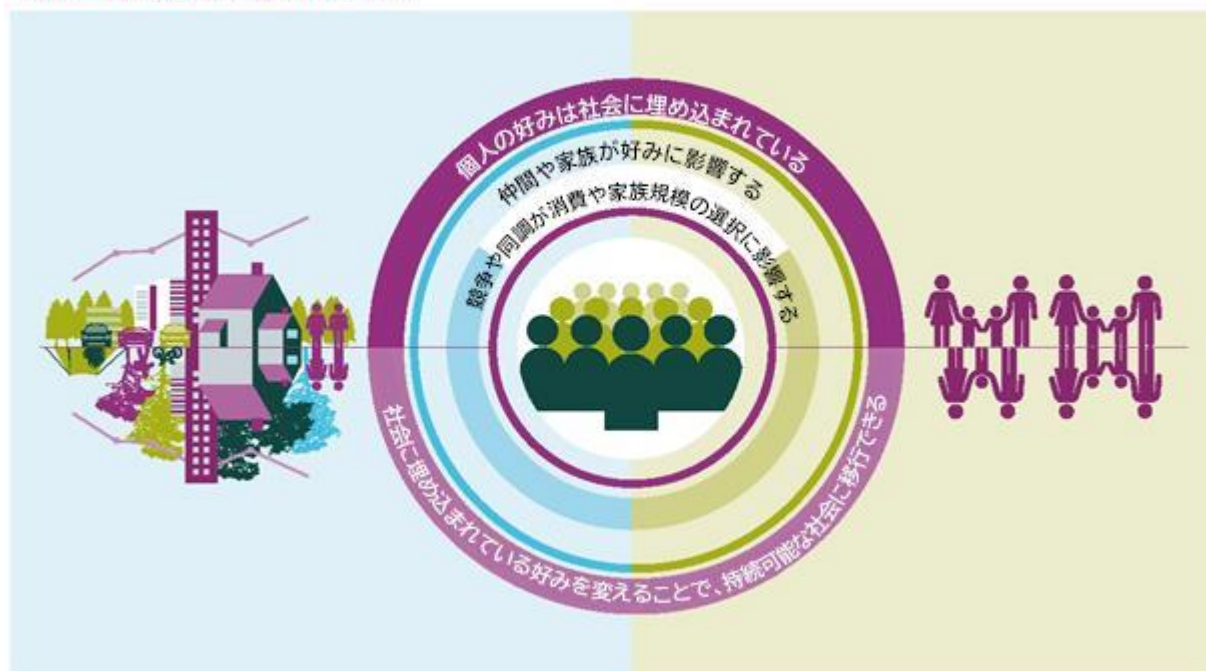 個人の好みは社会に埋め込まれている
仲間や家族が好みに影響する
競争や同調が消費や家族規模の選択に影響する
社会に埋め込まれている好みを変えることで、持続可能な社会に移行できる